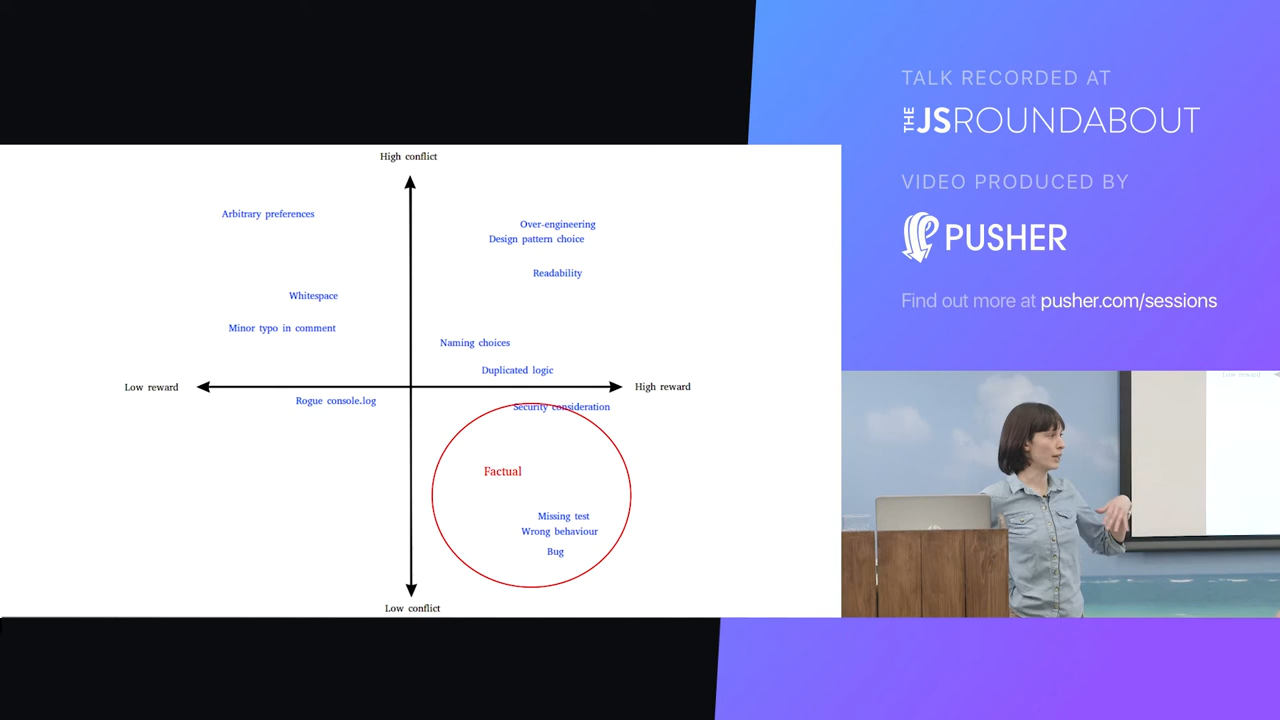 High conflict
Arbitrary preferences
Over-engineering
Design pattern choice
Readability
Whitespace
Minor typo in comment
Naming choices
Duplicated logic
Low reward
High reward
Rogue console.log
Security consideration
Factual
Missing test
Wrong behaviour
Bug
Low conflict
TALK RECORDED AT
THE JSROUNDABOUT
VIDEO PRODUCED BY
PUSHER
Find out more at pusher.com/sessions
Low reward